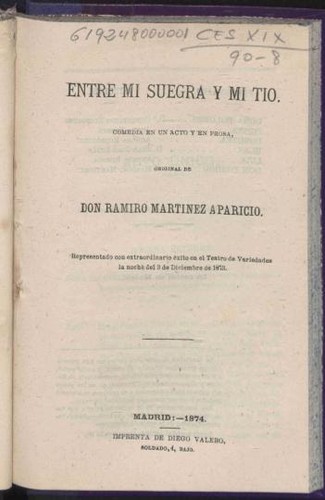 619248000001
CES XIX
90-8
ENTRE MI SUEGRA Y MI TIO.
COMEDIA EN UN ACTO Y EN PROSA,
ORIGINAL DE
DON RAMIRO MARTINEZ APARICIO.
Representado con extraordinario éxito en el Teatro de Variedades
la noche del 3 de Diciembre de 1873.
MADRID:—1874.
IMPRENTA DE DIEGO VALERO,
SOLDADO, 4, BAJO.